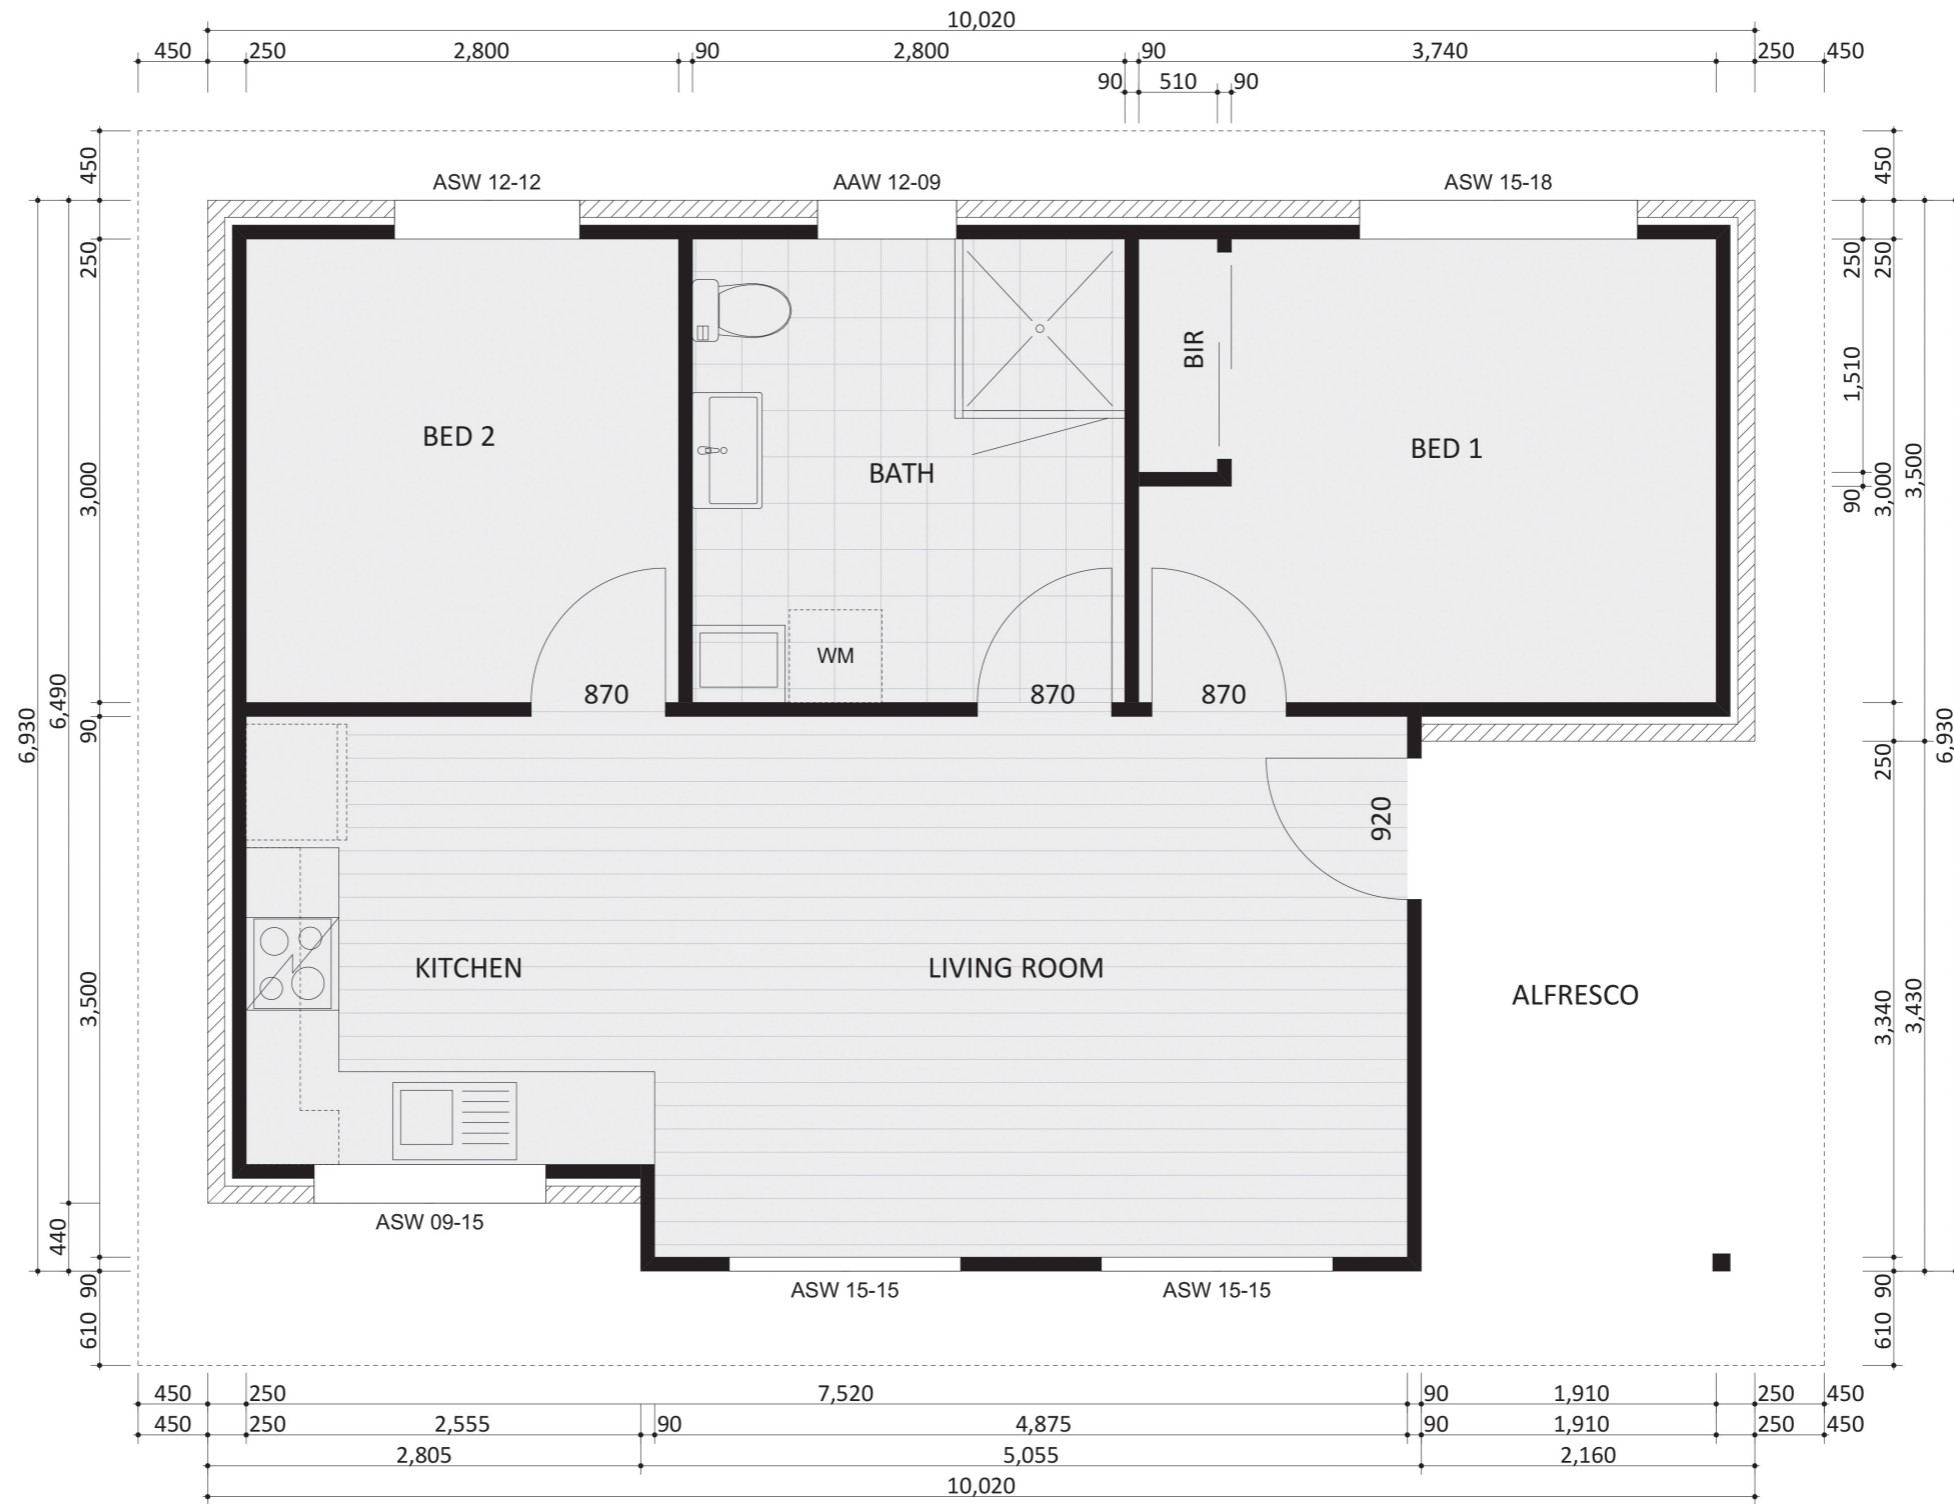 10,020
450 250 2,800 90 2,800 90 3,740 250 450
90 510 90
ASW 12-12 AAW 12-09 ASW 15-18
450
250
3,000
90
3,500
90
610
6,490
440
6,930
BED 2
BATH
BIR
BED 1
WM
870 870 870
920
KITCHEN
LIVING ROOM
ALFRESCO
ASW 09-15
ASW 15-15 ASW 15-15
250
1,510
90
450
250
3,000
250
3,340
90
610
3,500
3,430
6,930
450 250 7,520 90 1,910 250 450
450 250 2,555 90 4,875 90 1,910 250 450
2,805 5,055 2,160
10,020